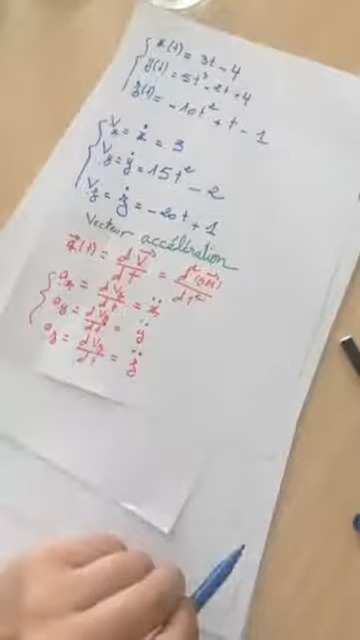 x(t) = 3t - 4
y(t) = 5t³ - 2t + 4
z(t) = -10t² + t - 1
Vx = ẋ = 3
Vy = ẏ = 15t² - 2
Vz = ż = -20t + 1
Vecteur accélération
a⃗(t) = dV⃗/dt = d²(OM⃗)/dt²
ax = dVx/dt = ẍ
ay = dVy/dt = ÿ
az = dVz/dt = z̈